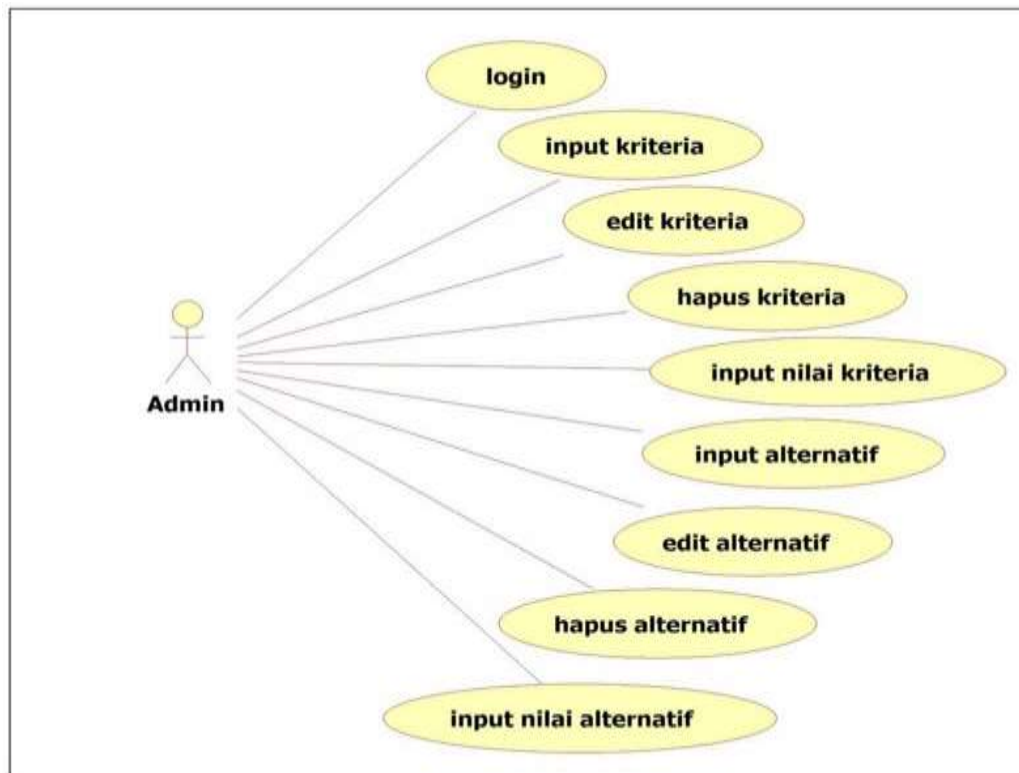 login
input kriteria
edit kriteria
hapus kriteria
input nilai kriteria
Admin
input alternatif
edit alternatif
hapus alternatif
input nilai alternatif